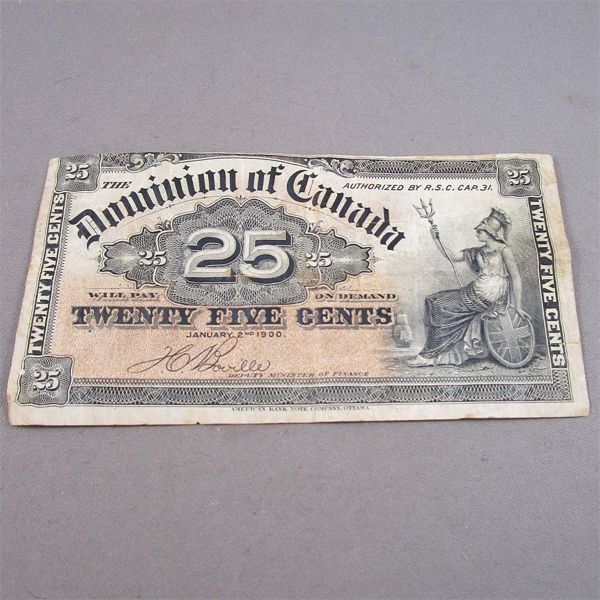 25
25
THE Dominion of Canada
AUTHORIZED BY R.S.C. CAP. 31.
25 25 25
WILL PAY ON DEMAND
TWENTY FIVE CENTS
JANUARY 2ND 1900.
J C Boville
DEPUTY MINISTER OF FINANCE
TWENTY FIVE CENTS
TWENTY FIVE CENTS
25
AMERICAN BANK NOTE COMPANY, OTTAWA